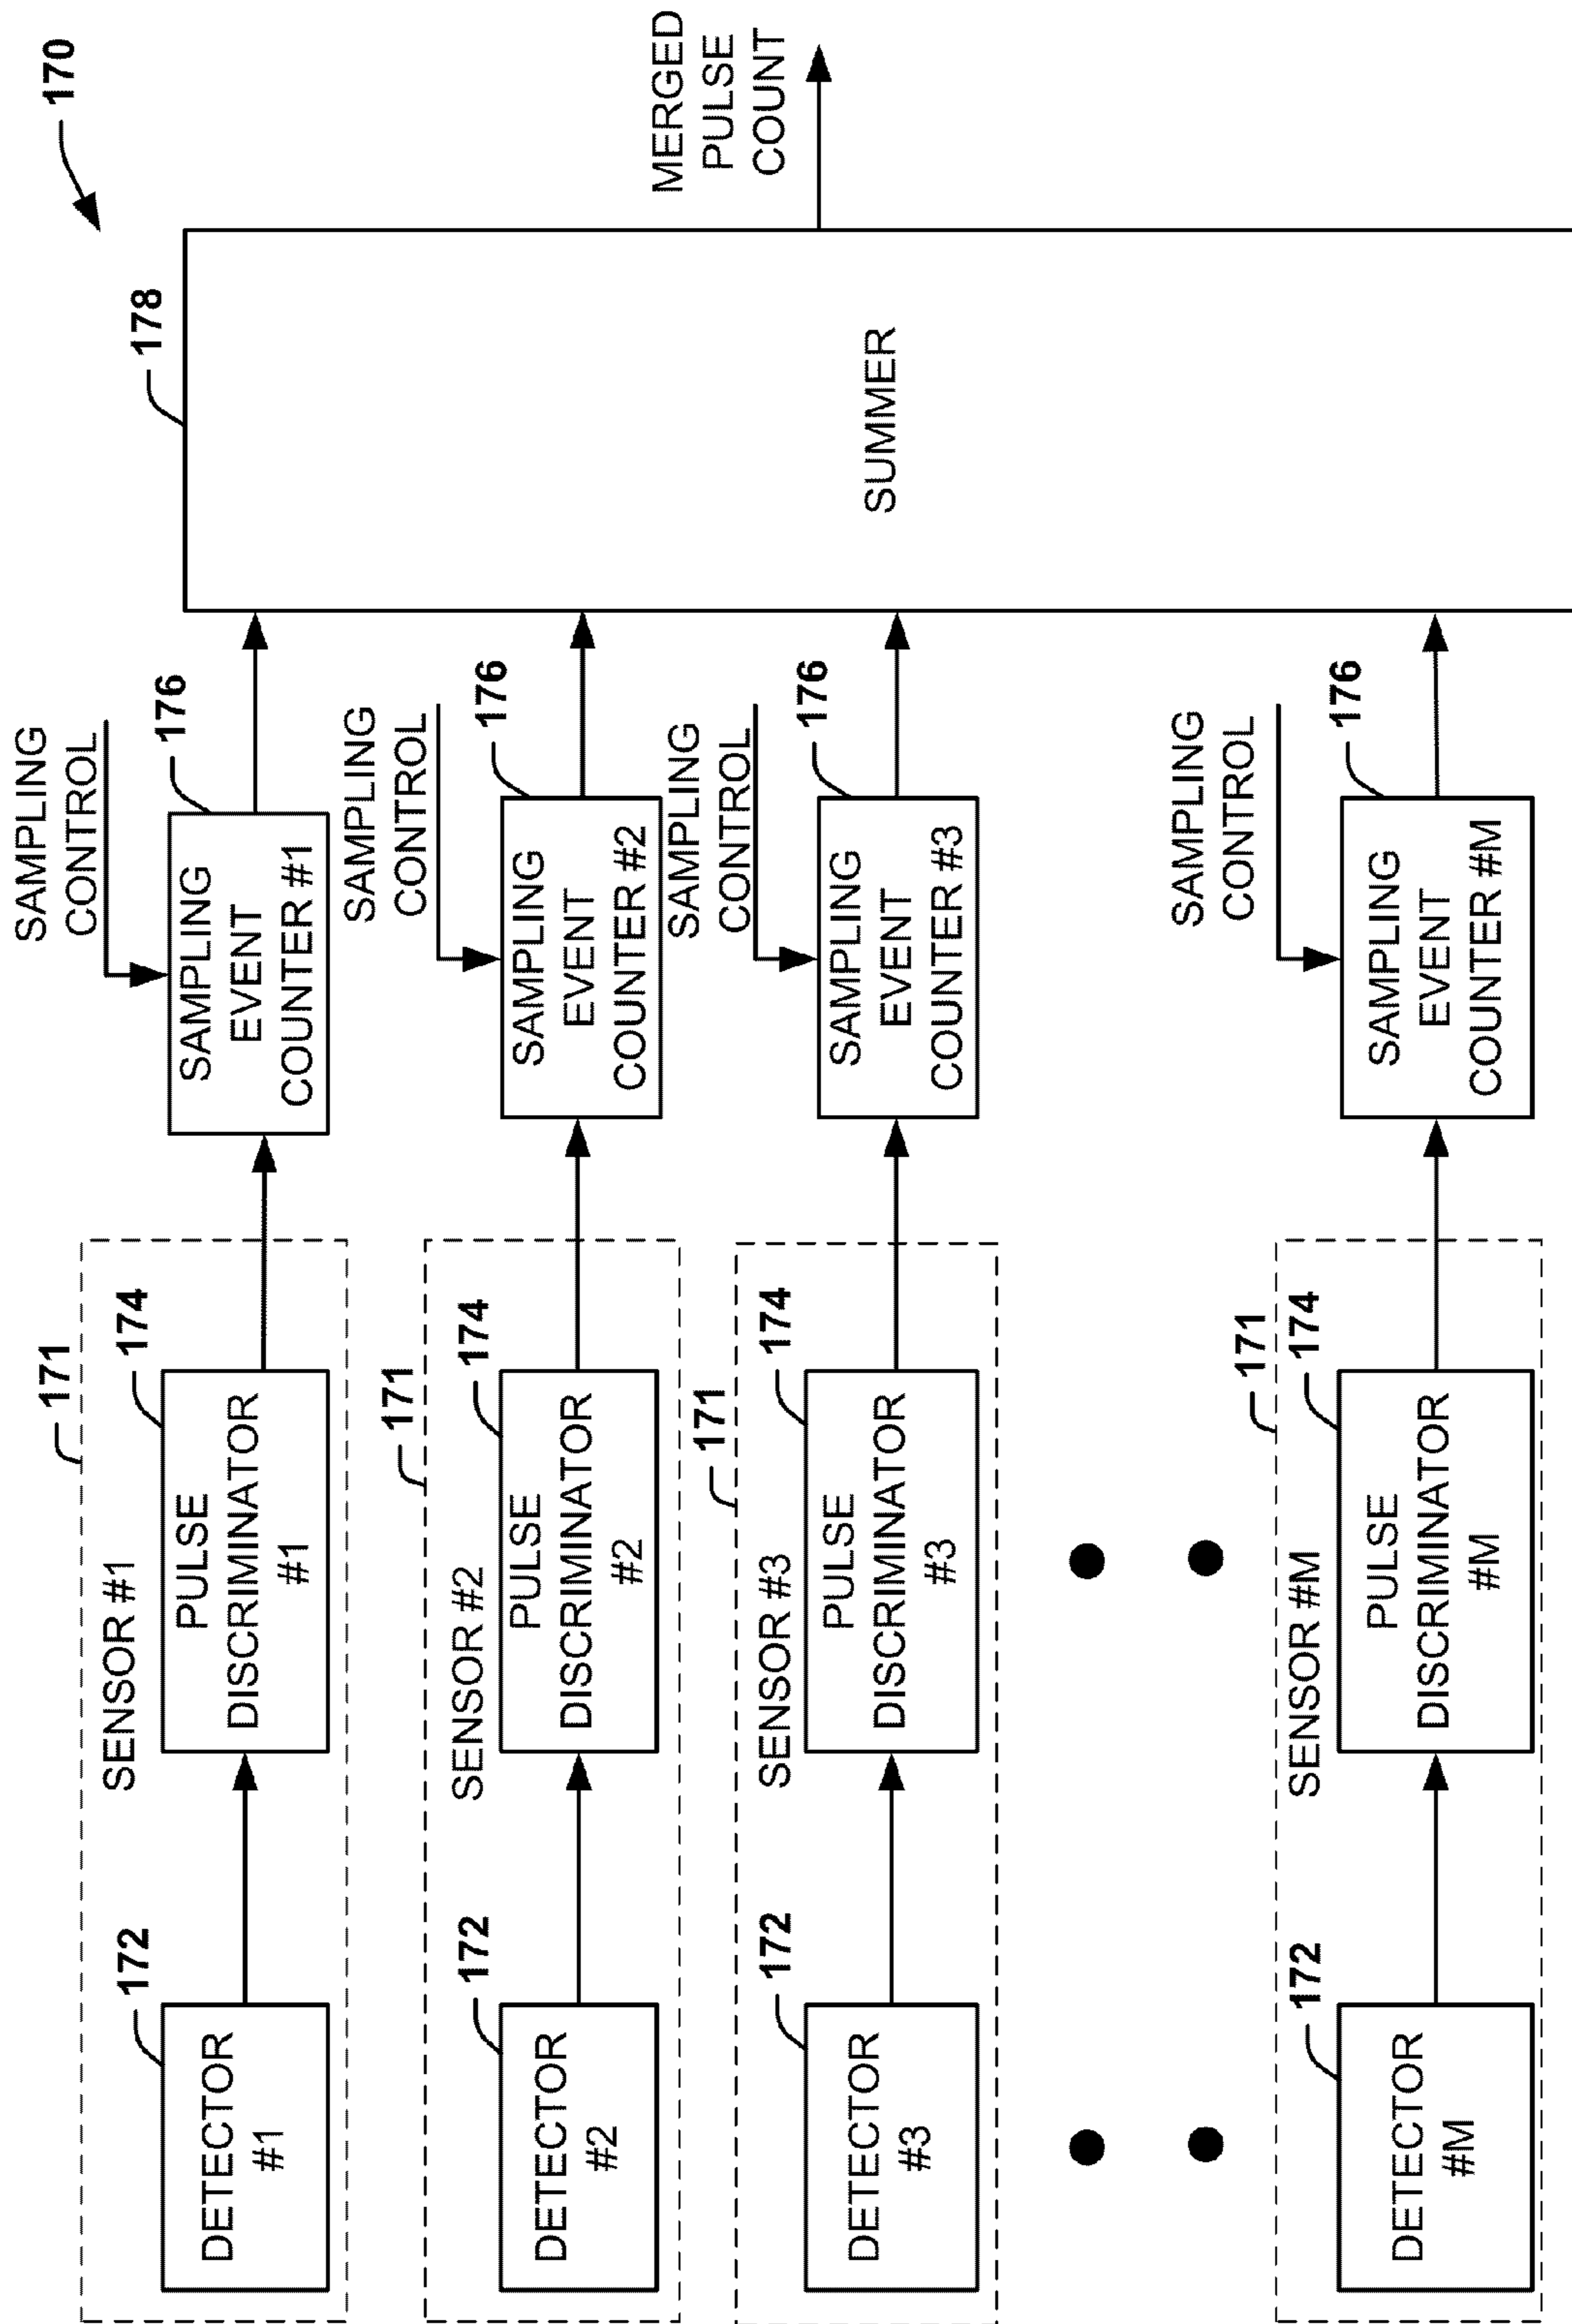 170
SAMPLING
CONTROL
178
171
SENSOR #1
172
174
176
DETECTOR
#1
PULSE
DISCRIMINATOR
#1
SAMPLING
EVENT
COUNTER #1
SAMPLING
CONTROL
171
SENSOR #2
172
174
176
DETECTOR
#2
PULSE
DISCRIMINATOR
#2
SAMPLING
EVENT
COUNTER #2
SAMPLING
CONTROL
171
SENSOR #3
172
174
176
DETECTOR
#3
PULSE
DISCRIMINATOR
#3
SAMPLING
EVENT
COUNTER #3
SUMMER
MERGED
PULSE
COUNT
SAMPLING
CONTROL
171
SENSOR #M
172
174
176
DETECTOR
#M
PULSE
DISCRIMINATOR
#M
SAMPLING
EVENT
COUNTER #M